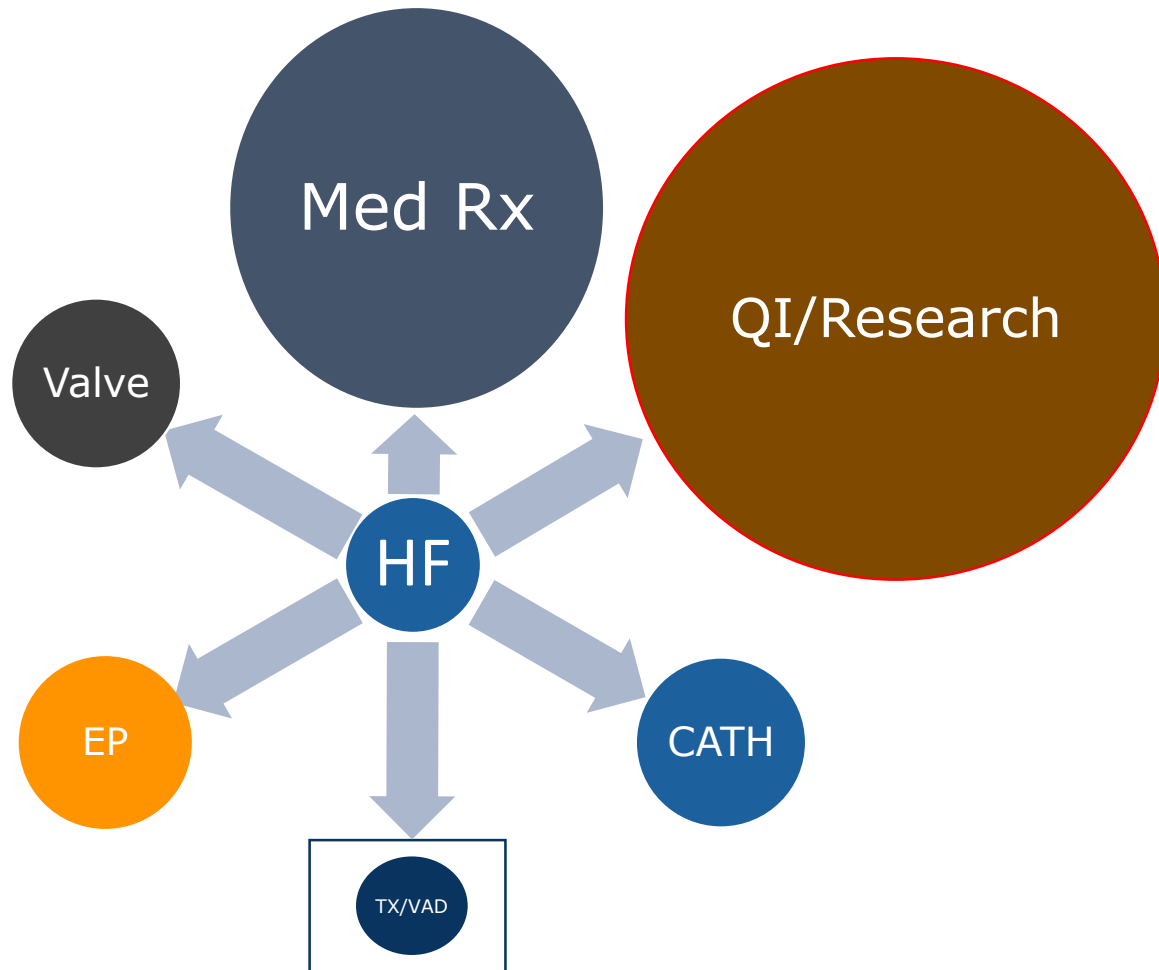 Med Rx
QI/Research
Valve
HF
EP
CATH
TX/VAD